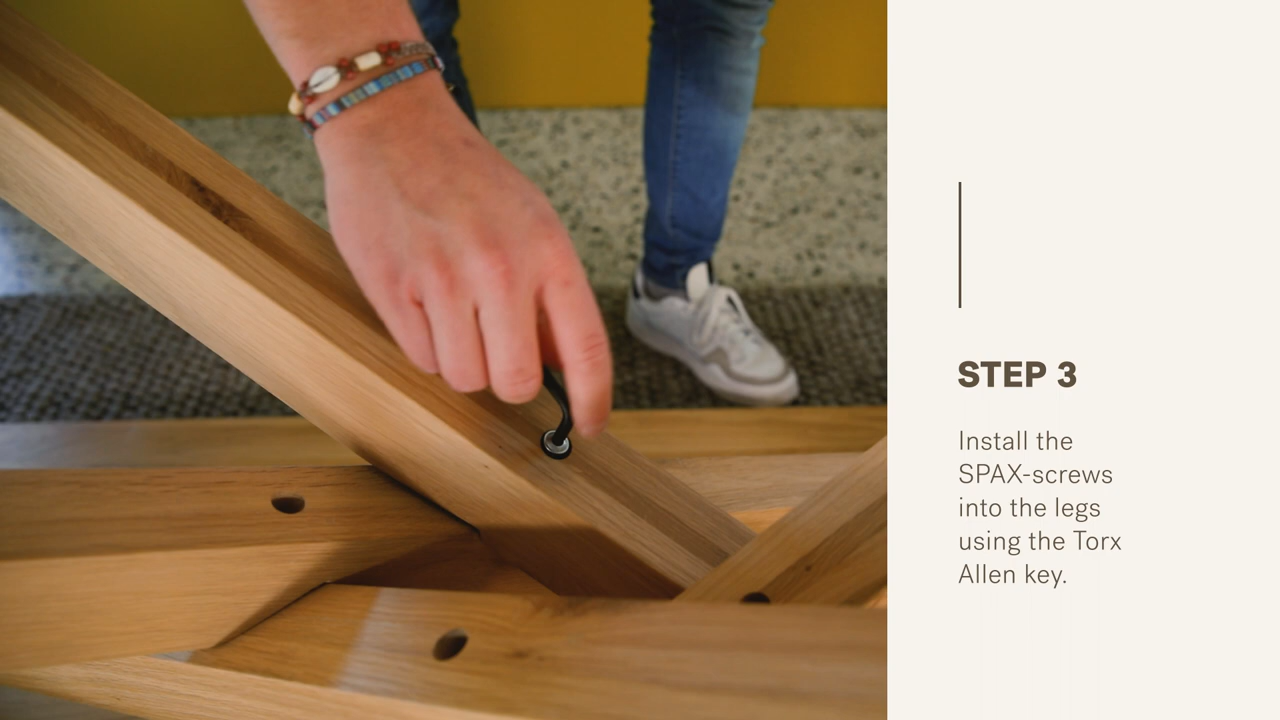 STEP 3
Install the
SPAX-screws
into the legs
using the Torx
Allen key.